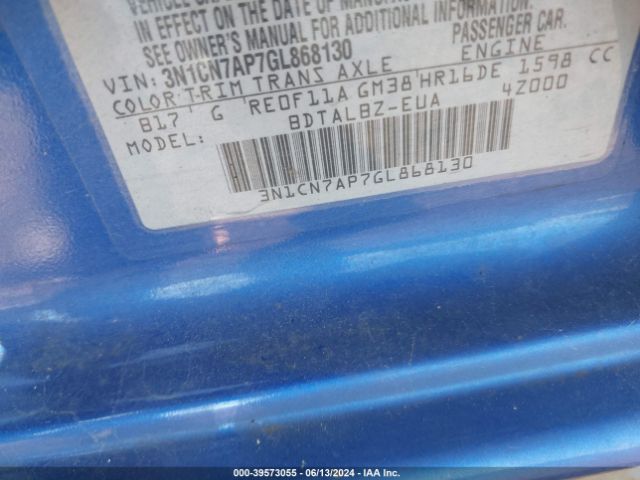 IN EFFECT ON THE DATE OF
SEE OWNER'S MANUAL FOR ADDITIONAL INFORMATION.
VIN: 3N1CN7AP7GL868130 PASSENGER CAR.
COLOR TRIM TRANS AXLE ENGINE
B17 G RE0F11A GM38 HR16DE 1598 CC
MODEL: BDTALBZ-EUA 4Z000
3N1CN7AP7GL868130
000-39573055 - 06/13/2024 - IAA Inc.